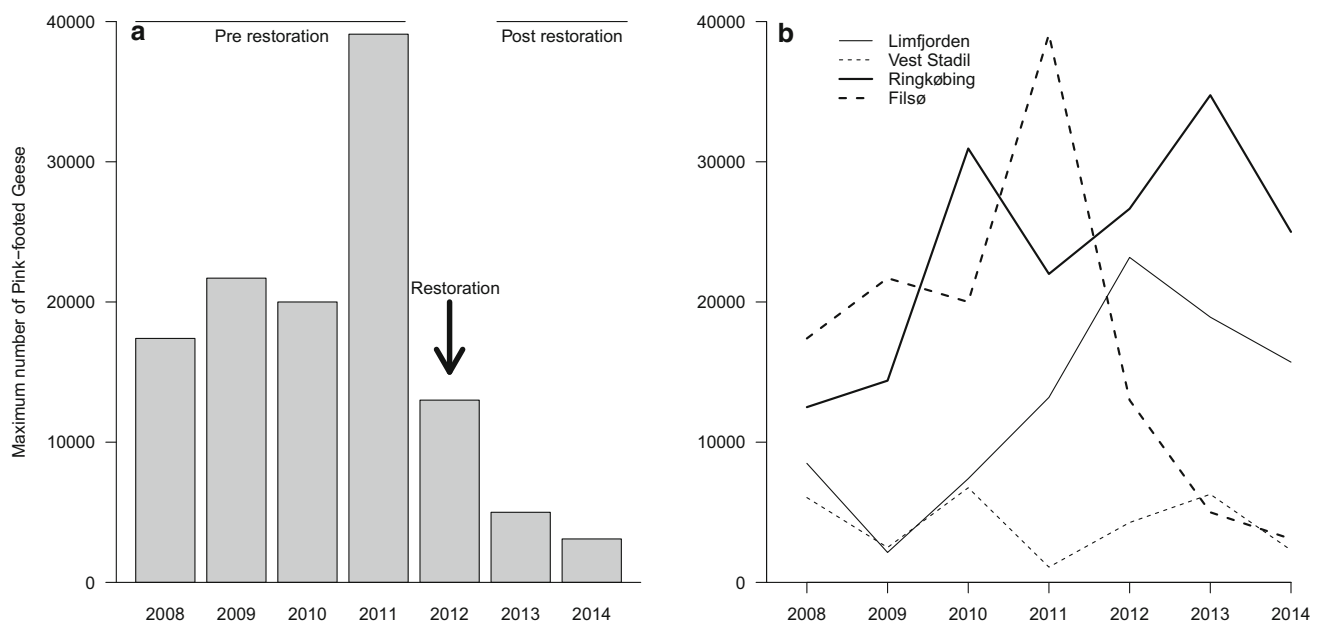 Maximum number of Pink−footed Geese
40000
30000
20000
10000
0
a
Pre restoration
Post restoration
Restoration
2008 2009 2010 2011 2012 2013 2014
40000
30000
20000
10000
0
b
Limfjorden
Vest Stadil
Ringkøbing
Filsø
2008 2009 2010 2011 2012 2013 2014